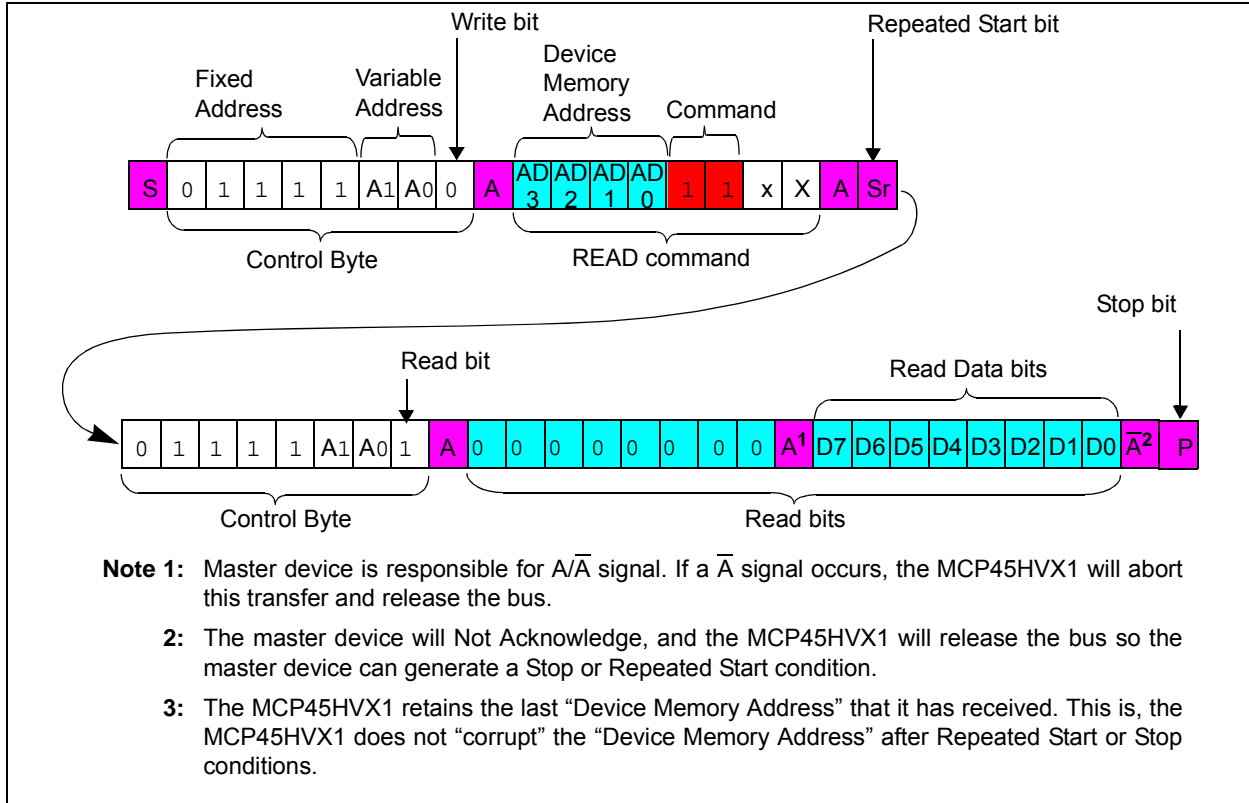 Write bit
Repeated Start bit
Fixed
Address
Variable
Address
Device
Memory
Address
Command
S 0 1 1 1 1 A1 A0 0 A AD3 AD2 AD1 AD0 1 1 x X A Sr
Control Byte
READ command
Stop bit
Read bit
Read Data bits
0 1 1 1 1 A1 A0 1 A 0 0 0 0 0 0 0 0 A¹ D7 D6 D5 D4 D3 D2 D1 D0 A̅² P
Control Byte
Read bits
Note 1: Master device is responsible for A/A̅ signal. If a A̅ signal occurs, the MCP45HVX1 will abort
this transfer and release the bus.
2: The master device will Not Acknowledge, and the MCP45HVX1 will release the bus so the
master device can generate a Stop or Repeated Start condition.
3: The MCP45HVX1 retains the last “Device Memory Address” that it has received. This is, the
MCP45HVX1 does not “corrupt” the “Device Memory Address” after Repeated Start or Stop
conditions.